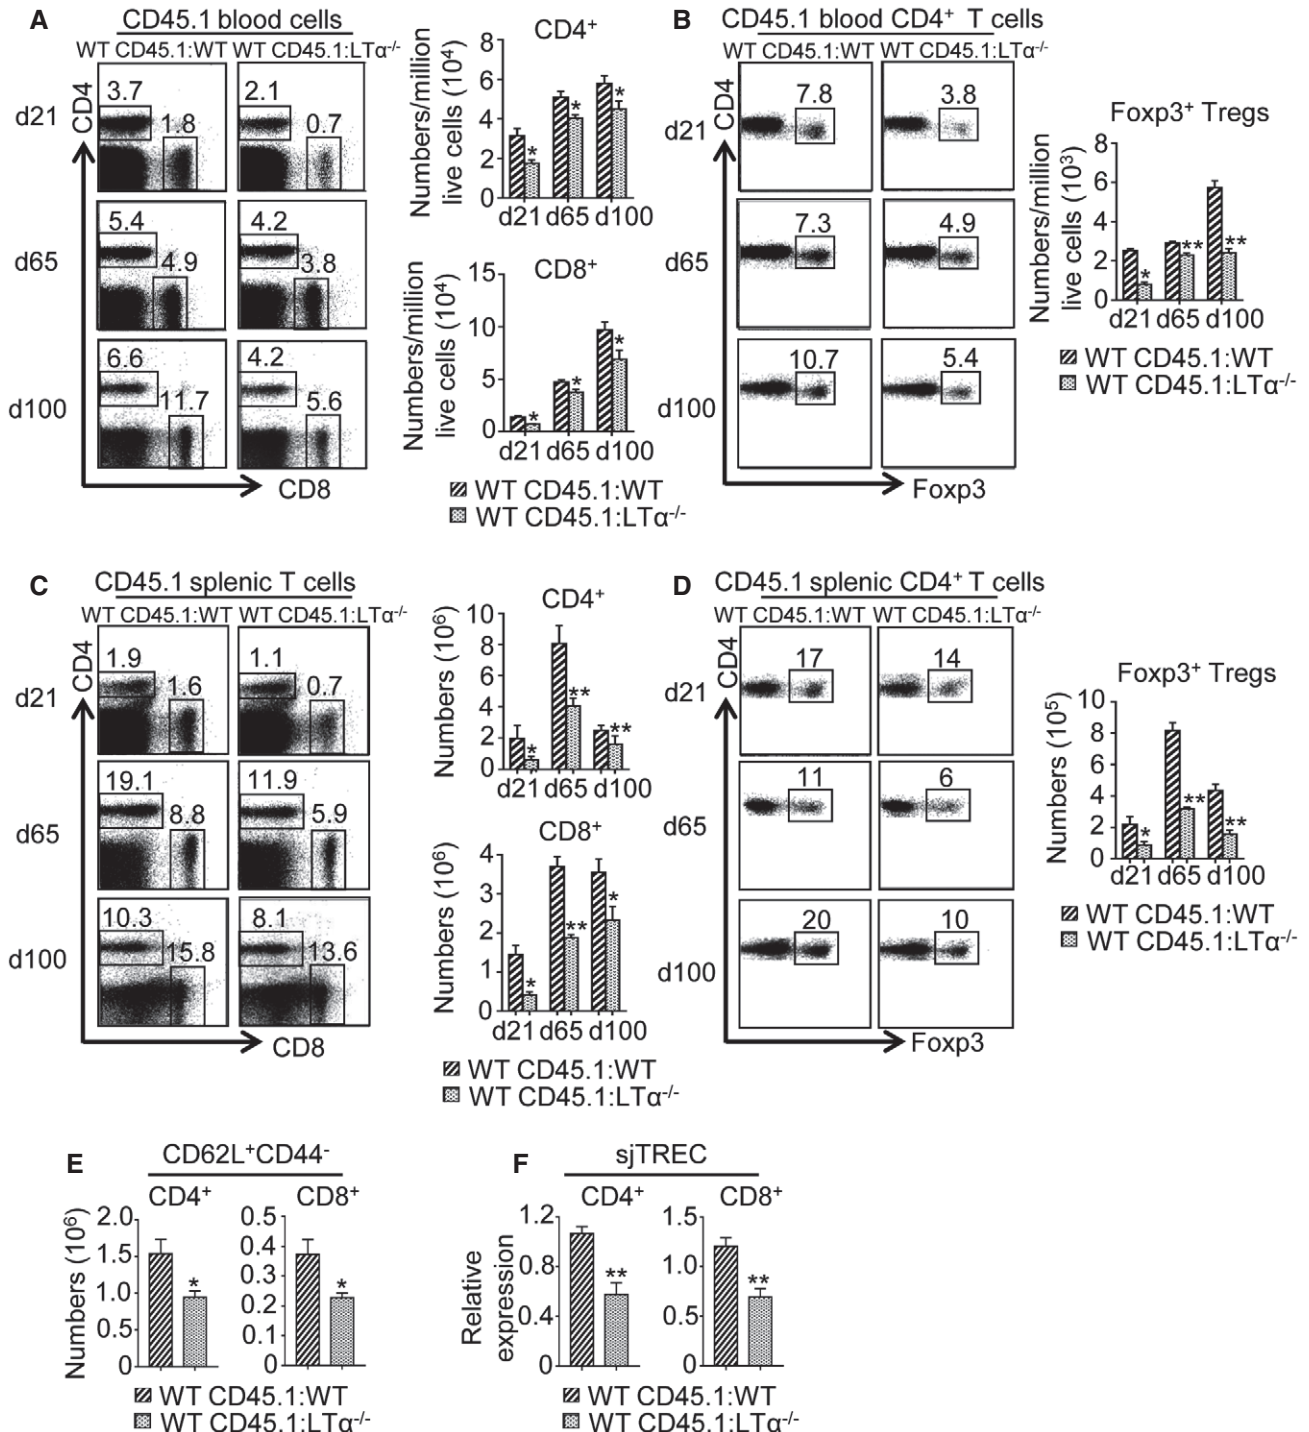 A
CD45.1 blood cells
WT CD45.1:WT WT CD45.1:LTα-/-
CD4
d21
3.7
1.8
2.1
0.7
d65
5.4
4.9
4.2
3.8
d100
6.6
11.7
4.2
5.6
CD8
CD4+
Numbers/million
live cells (10⁴)
8
6
4
2
0
*
*
*
d21 d65 d100
CD8+
Numbers/million
live cells (10⁴)
15
10
5
0
*
*
*
d21 d65 d100
WT CD45.1:WT
WT CD45.1:LTα-/-
B
CD45.1 blood CD4+ T cells
WT CD45.1:WT WT CD45.1:LTα-/-
CD4
d21
7.8
3.8
d65
7.3
4.9
d100
10.7
5.4
Foxp3
Foxp3+ Tregs
Numbers/million
live cells (10³)
8
6
4
2
0
*
**
**
d21 d65 d100
WT CD45.1:WT
WT CD45.1:LTα-/-
C
CD45.1 splenic T cells
WT CD45.1:WT WT CD45.1:LTα-/-
CD4
d21
1.9
1.6
1.1
0.7
d65
19.1
8.8
11.9
5.9
d100
10.3
15.8
8.1
13.6
CD8
CD4+
Numbers (10⁶)
10
8
6
4
2
0
*
**
**
d21 d65 d100
CD8+
Numbers (10⁶)
4
3
2
1
0
*
**
*
d21 d65 d100
WT CD45.1:WT
WT CD45.1:LTα-/-
D
CD45.1 splenic CD4+ T cells
WT CD45.1:WT WT CD45.1:LTα-/-
CD4
d21
17
14
d65
11
6
d100
20
10
Foxp3
Foxp3+ Tregs
Numbers (10⁵)
10
8
6
4
2
0
*
**
**
d21 d65 d100
WT CD45.1:WT
WT CD45.1:LTα-/-
E
CD62L+CD44-
CD4+
Numbers (10⁶)
2.0
1.5
1.0
0.5
0
*
CD8+
0.5
0.4
0.3
0.2
0.1
0
*
WT CD45.1:WT
WT CD45.1:LTα-/-
F
sjTREC
CD4+
Relative
expression
1.2
0.8
0.4
0
**
CD8+
1.5
1.0
0.5
0
**
WT CD45.1:WT
WT CD45.1:LTα-/-